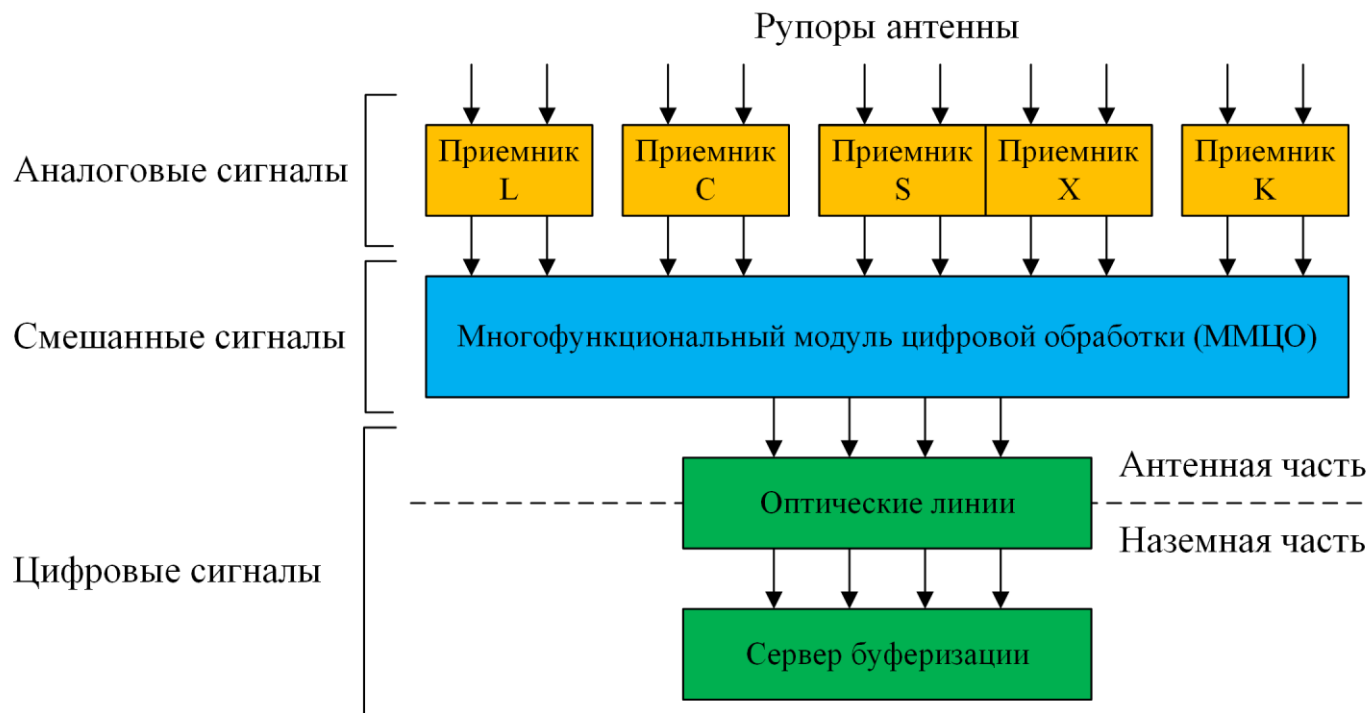 Рупоры антенны
Аналоговые сигналы
Приемник
L
Приемник
C
Приемник
S
Приемник
X
Приемник
K
Смешанные сигналы
Многофункциональный модуль цифровой обработки (ММЦО)
Цифровые сигналы
Оптические линии
Антенная часть
Наземная часть
Сервер буферизации